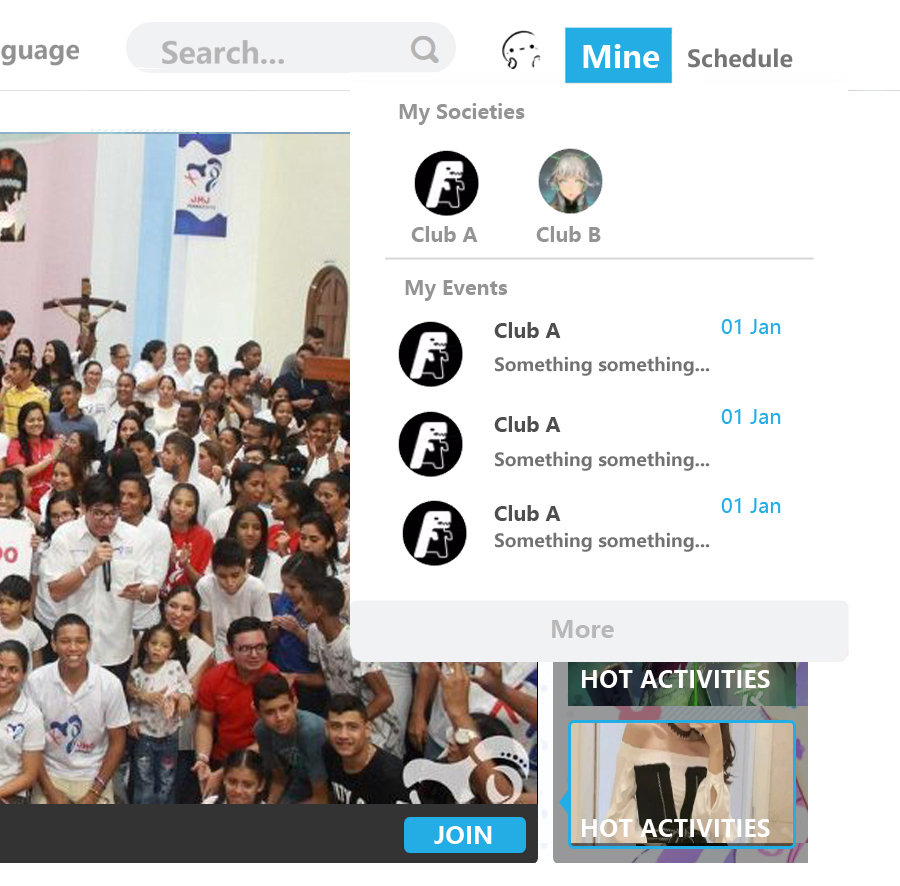 guage
Search...
Mine
Schedule
My Societies
Club A
Club B
My Events
Club A
01 Jan
Something something...
Club A
01 Jan
Something something...
Club A
01 Jan
Something something...
More
JMJ
HOT ACTIVITIES
HOT ACTIVITIES
JOIN